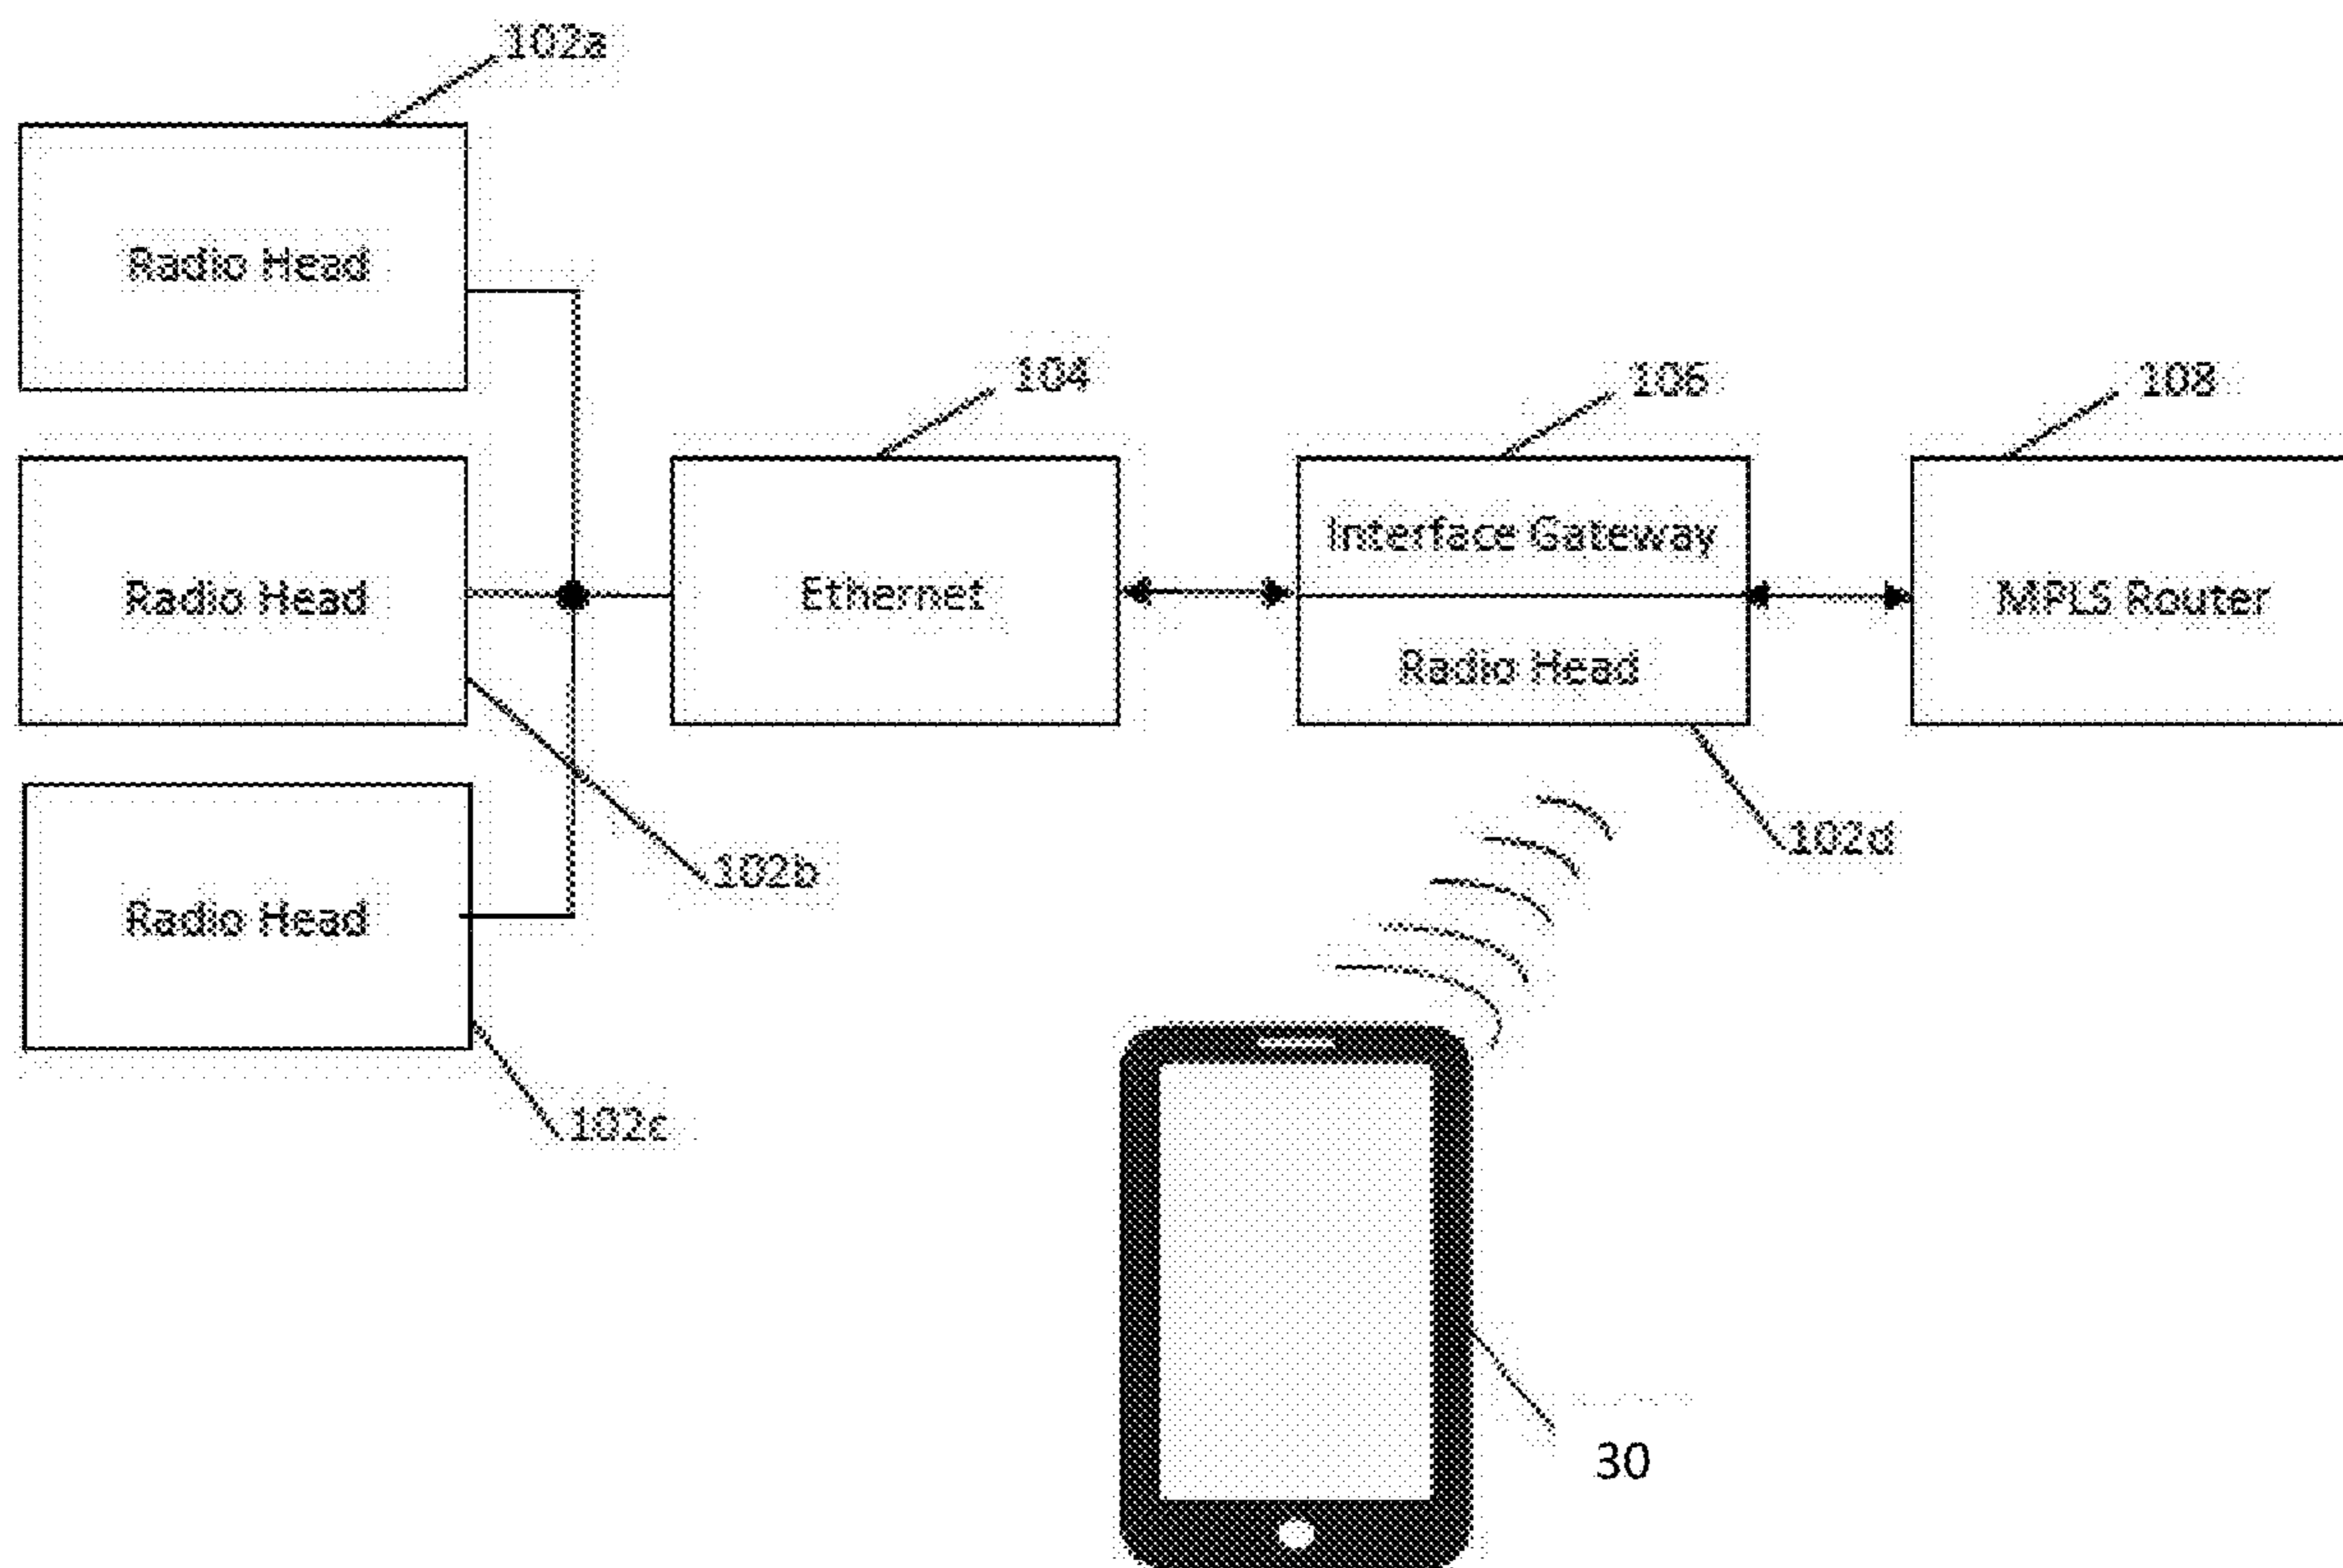 102a
Radio Head
104
106
108
Radio Head
Ethernet
Interface Gateway
Radio Head
MPLS Router
102b
102d
Radio Head
102c
30